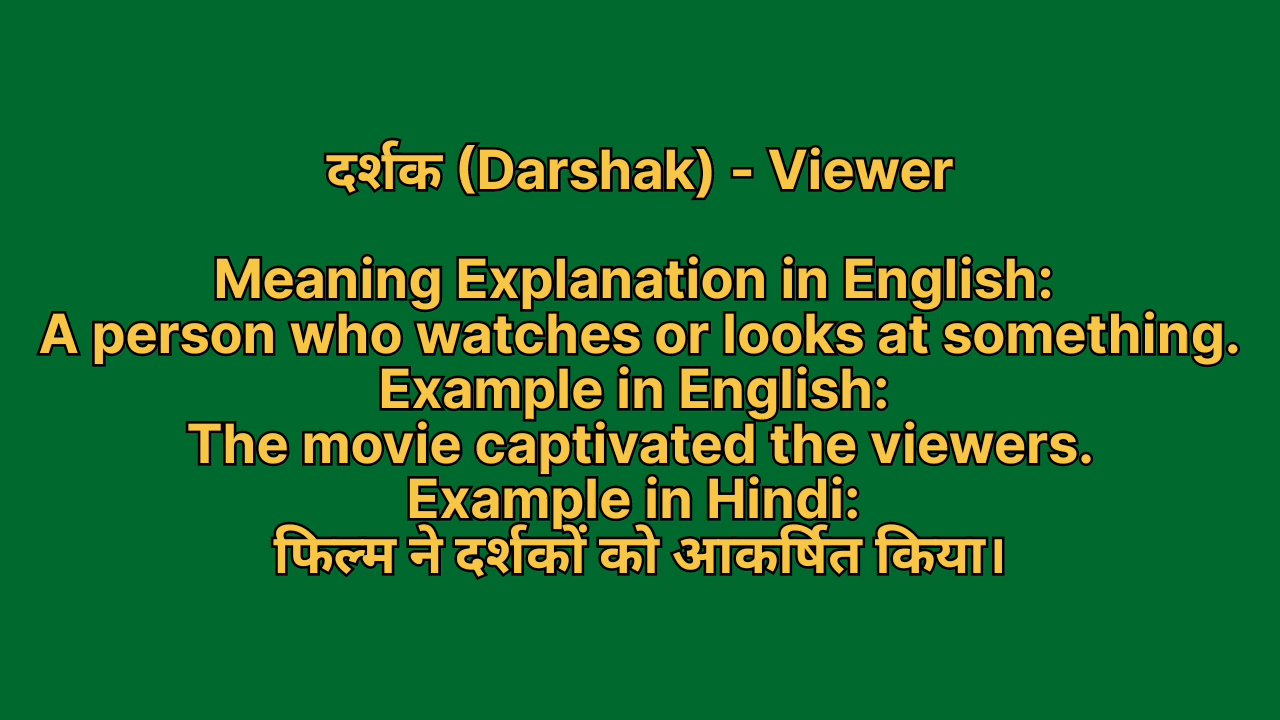 दर्शक (Darshak) - Viewer
Meaning Explanation in English:
A person who watches or looks at something.
Example in English:
The movie captivated the viewers.
Example in Hindi:
फिल्म ने दर्शकों को आकर्षित किया।